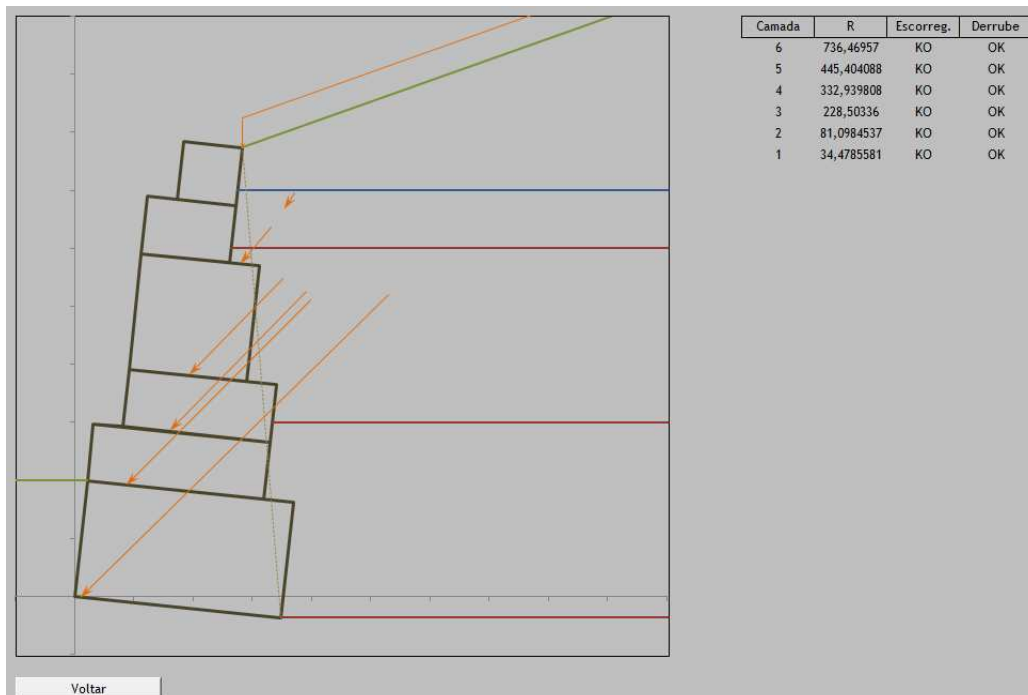 Camada R Escorreg. Derrube
6 736,46957 KO OK
5 445,404088 KO OK
4 332,939808 KO OK
3 228,50336 KO OK
2 81,0984537 KO OK
1 34,4785581 KO OK
Voltar